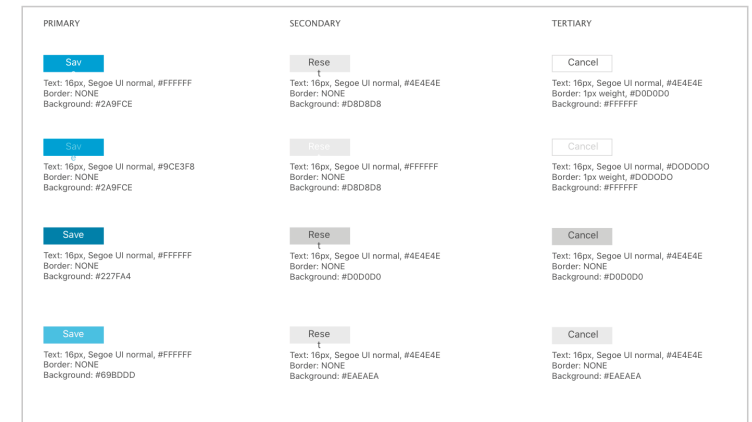 PRIMARY
SECONDARY
TERTIARY
Sav
e
Rese
t
Cancel
Text: 16px, Segoe UI normal, #FFFFFF
Border: NONE
Background: #2A9FCE
Text: 16px, Segoe UI normal, #4E4E4E
Border: NONE
Background: #D8D8D8
Text: 16px, Segoe UI normal, #4E4E4E
Border: 1px weight, #D0D0D0
Background: #FFFFFF
Sav
e
Rese
Cancel
Text: 16px, Segoe UI normal, #9CE3F8
Border: NONE
Background: #2A9FCE
Text: 16px, Segoe UI normal, #FFFFFF
Border: NONE
Background: #D8D8D8
Text: 16px, Segoe UI normal, #DODODO
Border: 1px weight, #DODODO
Background: #FFFFFF
Save
Rese
t
Cancel
Text: 16px, Segoe UI normal, #FFFFFF
Border: NONE
Background: #227FA4
Text: 16px, Segoe UI normal, #4E4E4E
Border: NONE
Background: #D0D0D0
Text: 16px, Segoe UI normal, #4E4E4E
Border: NONE
Background: #D0D0D0
Save
Rese
t
Cancel
Text: 16px, Segoe UI normal, #FFFFFF
Border: NONE
Background: #69BDDD
Text: 16px, Segoe UI normal, #4E4E4E
Border: NONE
Background: #EAEAEA
Text: 16px, Segoe UI normal, #4E4E4E
Border: NONE
Background: #EAEAEA